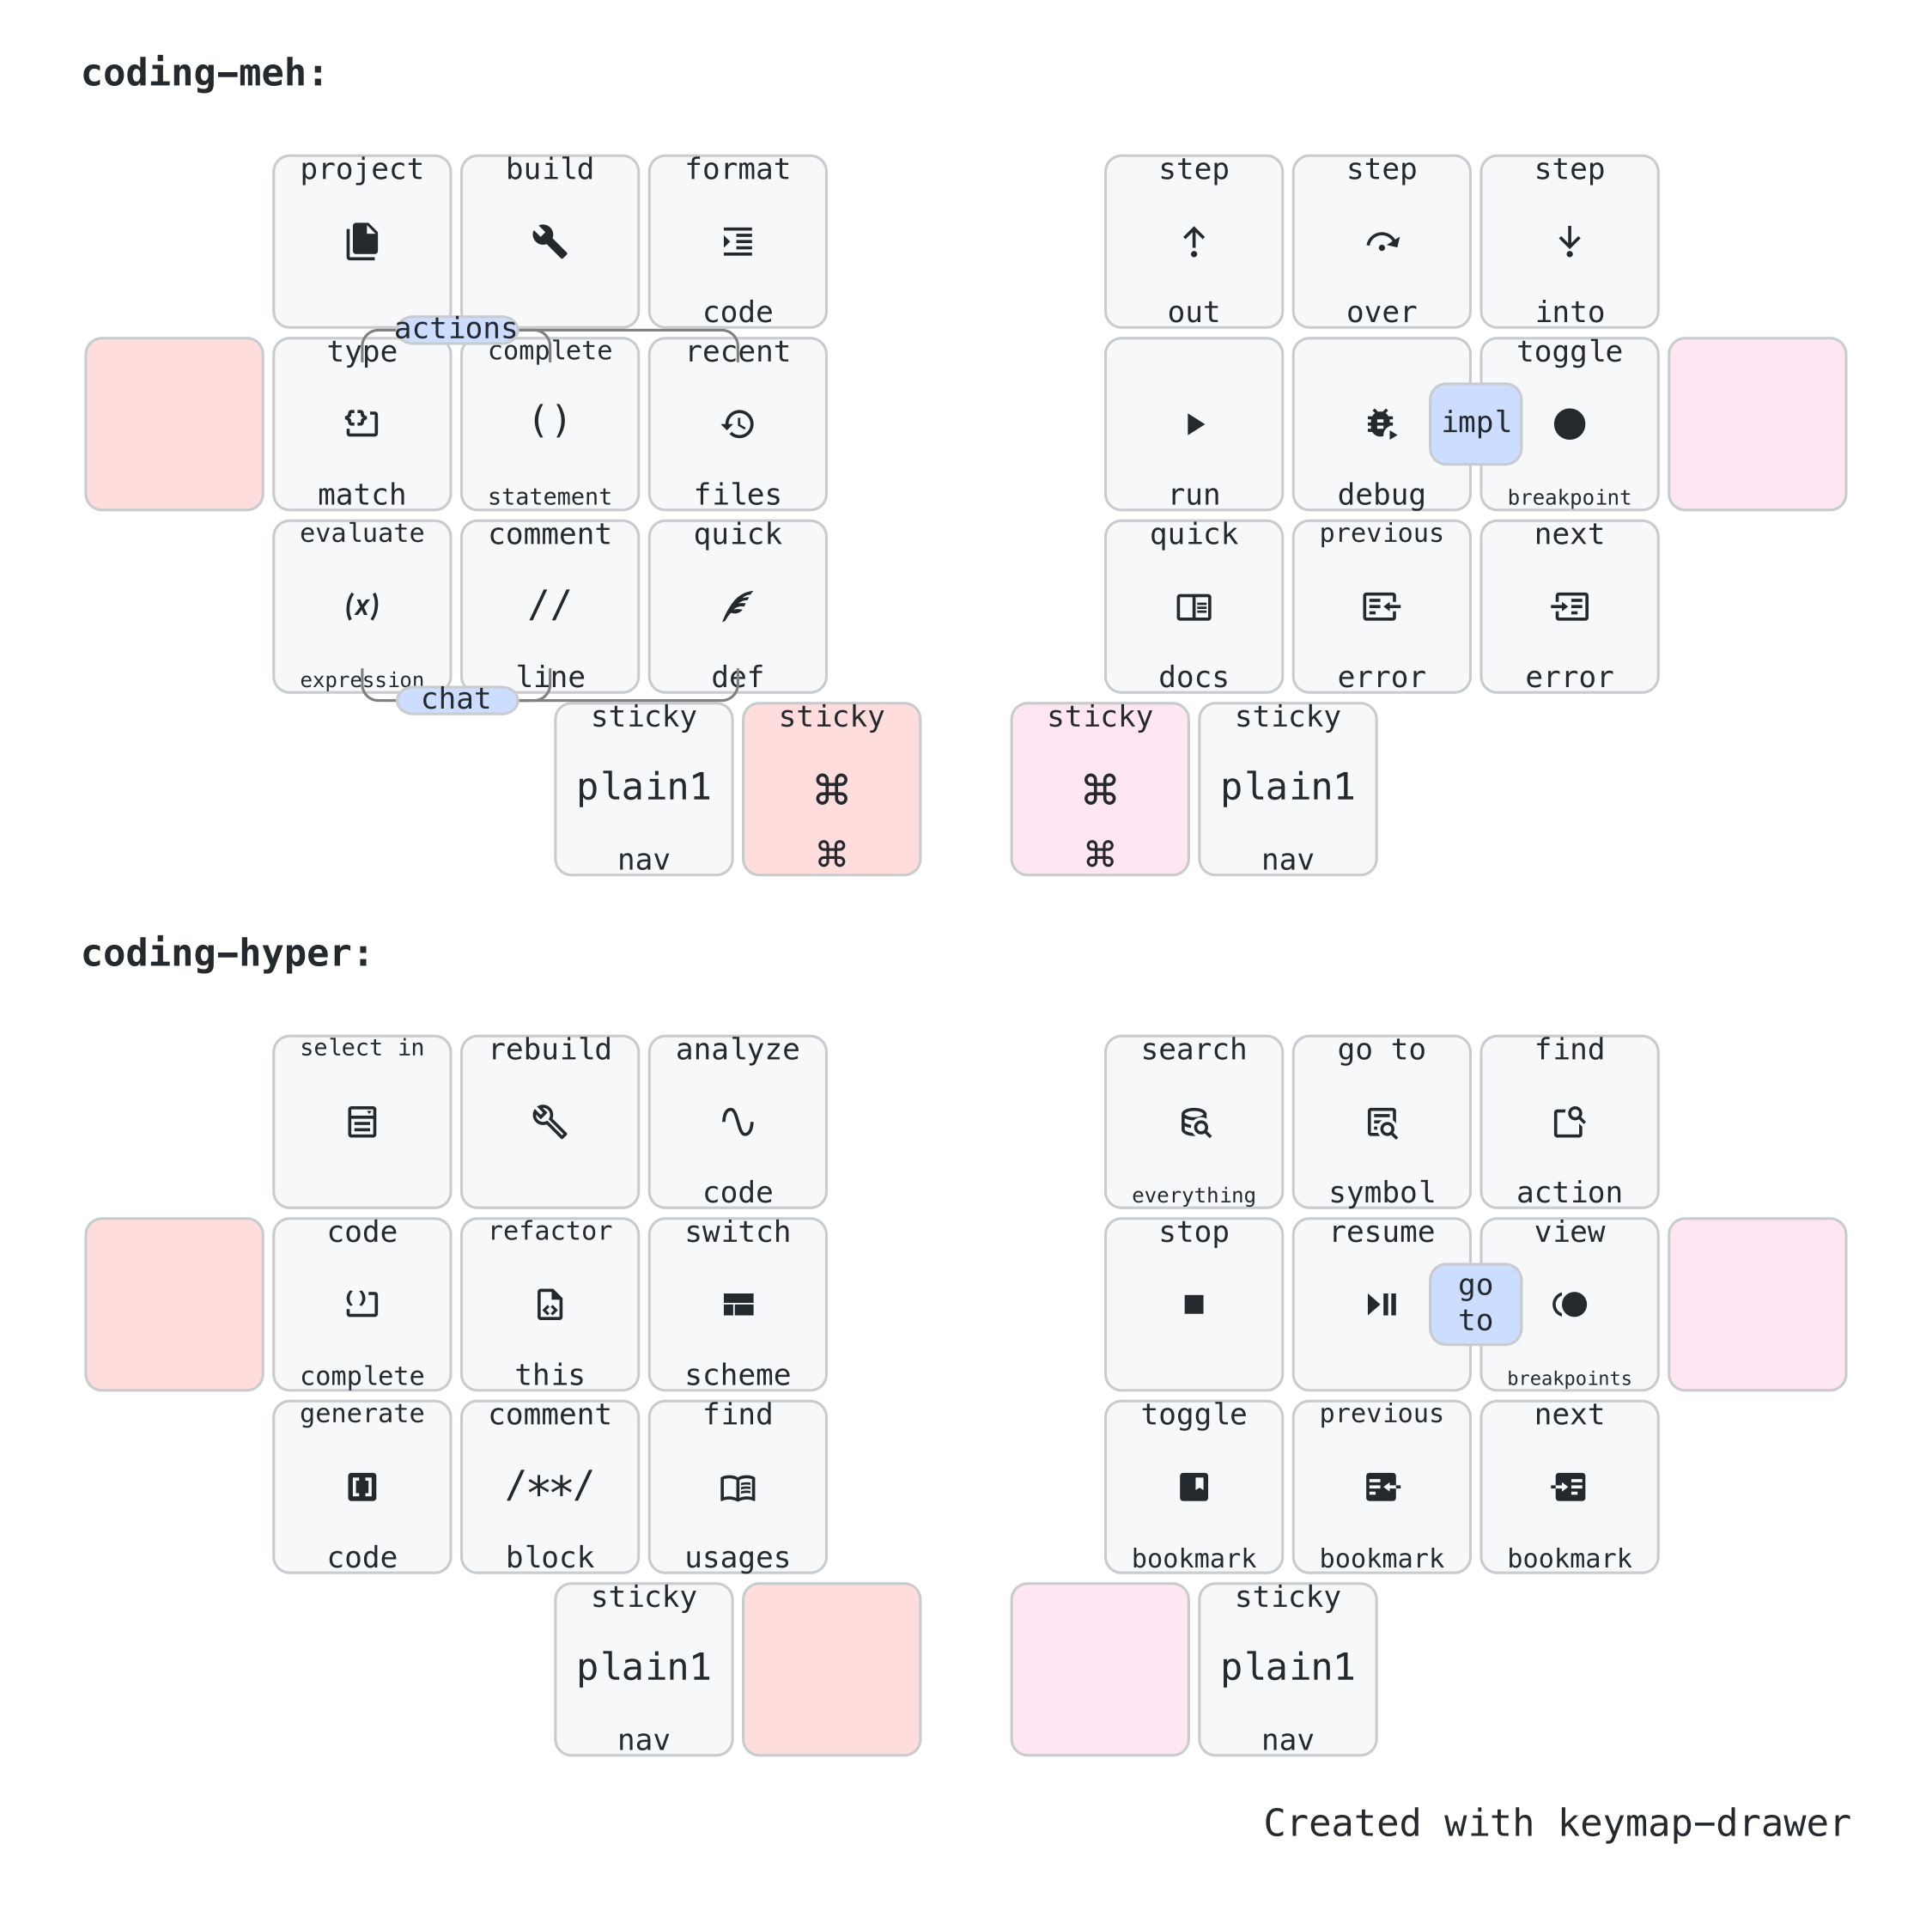 coding-meh:
project build format step step step
code out over into
actions
type complete recent toggle
() impl
match statement files run debug breakpoint
evaluate comment quick quick previous next
(x) //
expression line def docs error error
chat
sticky sticky sticky sticky
plain1 ⌘ ⌘ plain1
nav ⌘ ⌘ nav
coding-hyper:
select in rebuild analyze search go to find
code everything symbol action
code refactor switch stop resume view
go
to
complete this scheme breakpoints
generate comment find toggle previous next
/**/
code block usages bookmark bookmark bookmark
sticky sticky
plain1 plain1
nav nav
Created with keymap-drawer